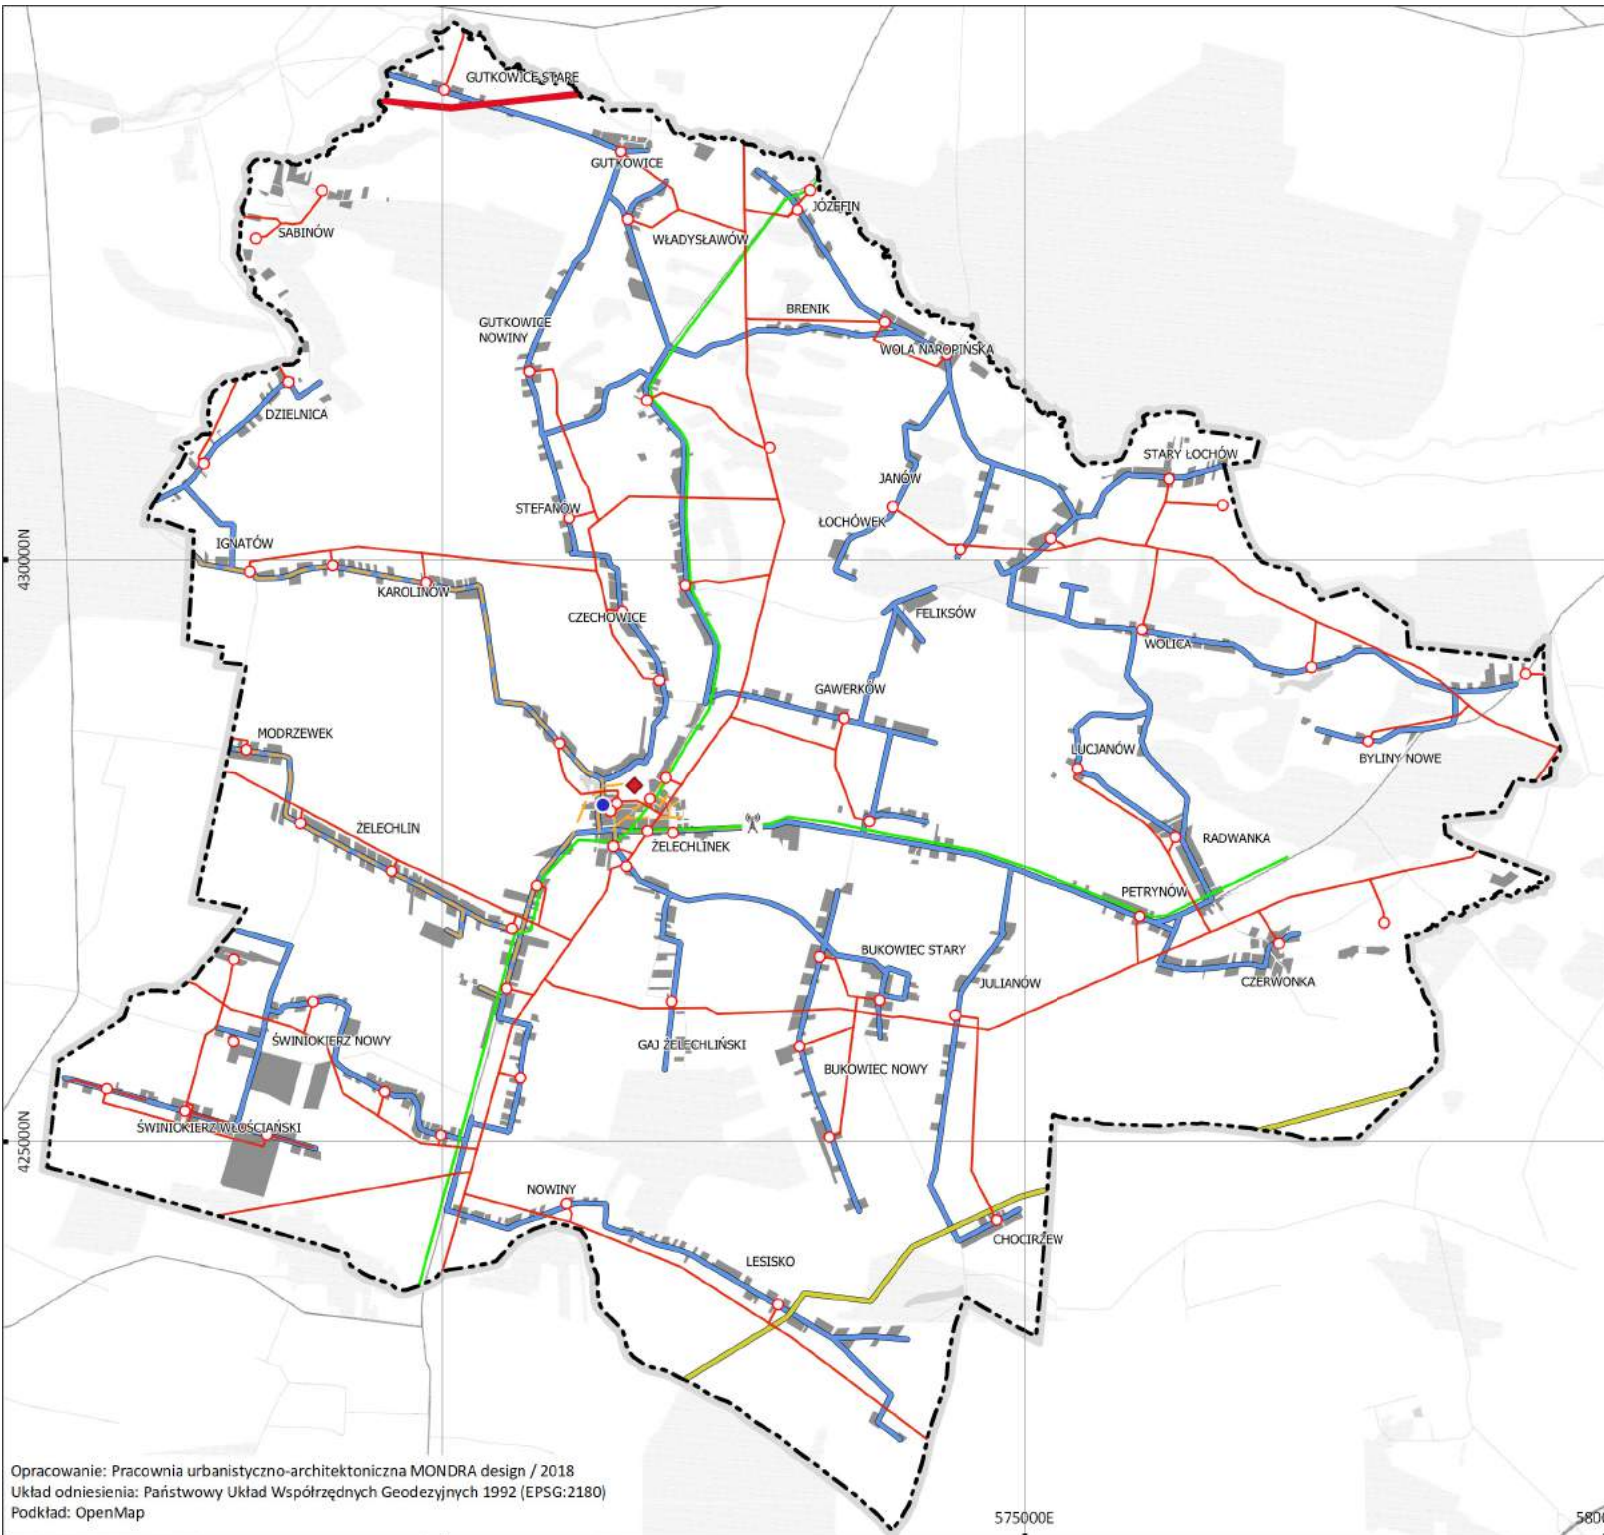 GUTKOWICE STARE
GUTKOWICE
JÓZEFIN
SABINÓW
WŁADYSŁAWÓW
BRENIK
GUTKOWICE
NOWINY
WOLA NAROPIŃSKA
DZIELNICA
STARY ŁOCHÓW
JANÓW
STEFANÓW
ŁOCHÓWEK
IGNATÓW
430000N
KAROLINÓW
CZECHOWICE
FELIKSÓW
WOLICA
GAWERKÓW
MODRZEWEK
LUCJANÓW
BYLINY NOWE
ŻELECHLIN
ŻELECHLINEK
RADWANKA
PETRYNÓW
BUKOWIEC STARY
JULIANÓW
CZERWONKA
ŚWINIOKIERZ NOWY
GAJ ŻELECHLIŃSKI
BUKOWIEC NOWY
ŚWINIOKIERZ WŁOŚCIAŃSKI
425000N
NOWINY
CHOCIRZEW
LESISKO
Opracowanie: Pracownia urbanistyczno-architektoniczna MONDRA design / 2018
Układ odniesienia: Państwowy Układ Współrzędnych Geodezyjnych 1992 (EPSG:2180)
Podkład: OpenMap
575000E
5800